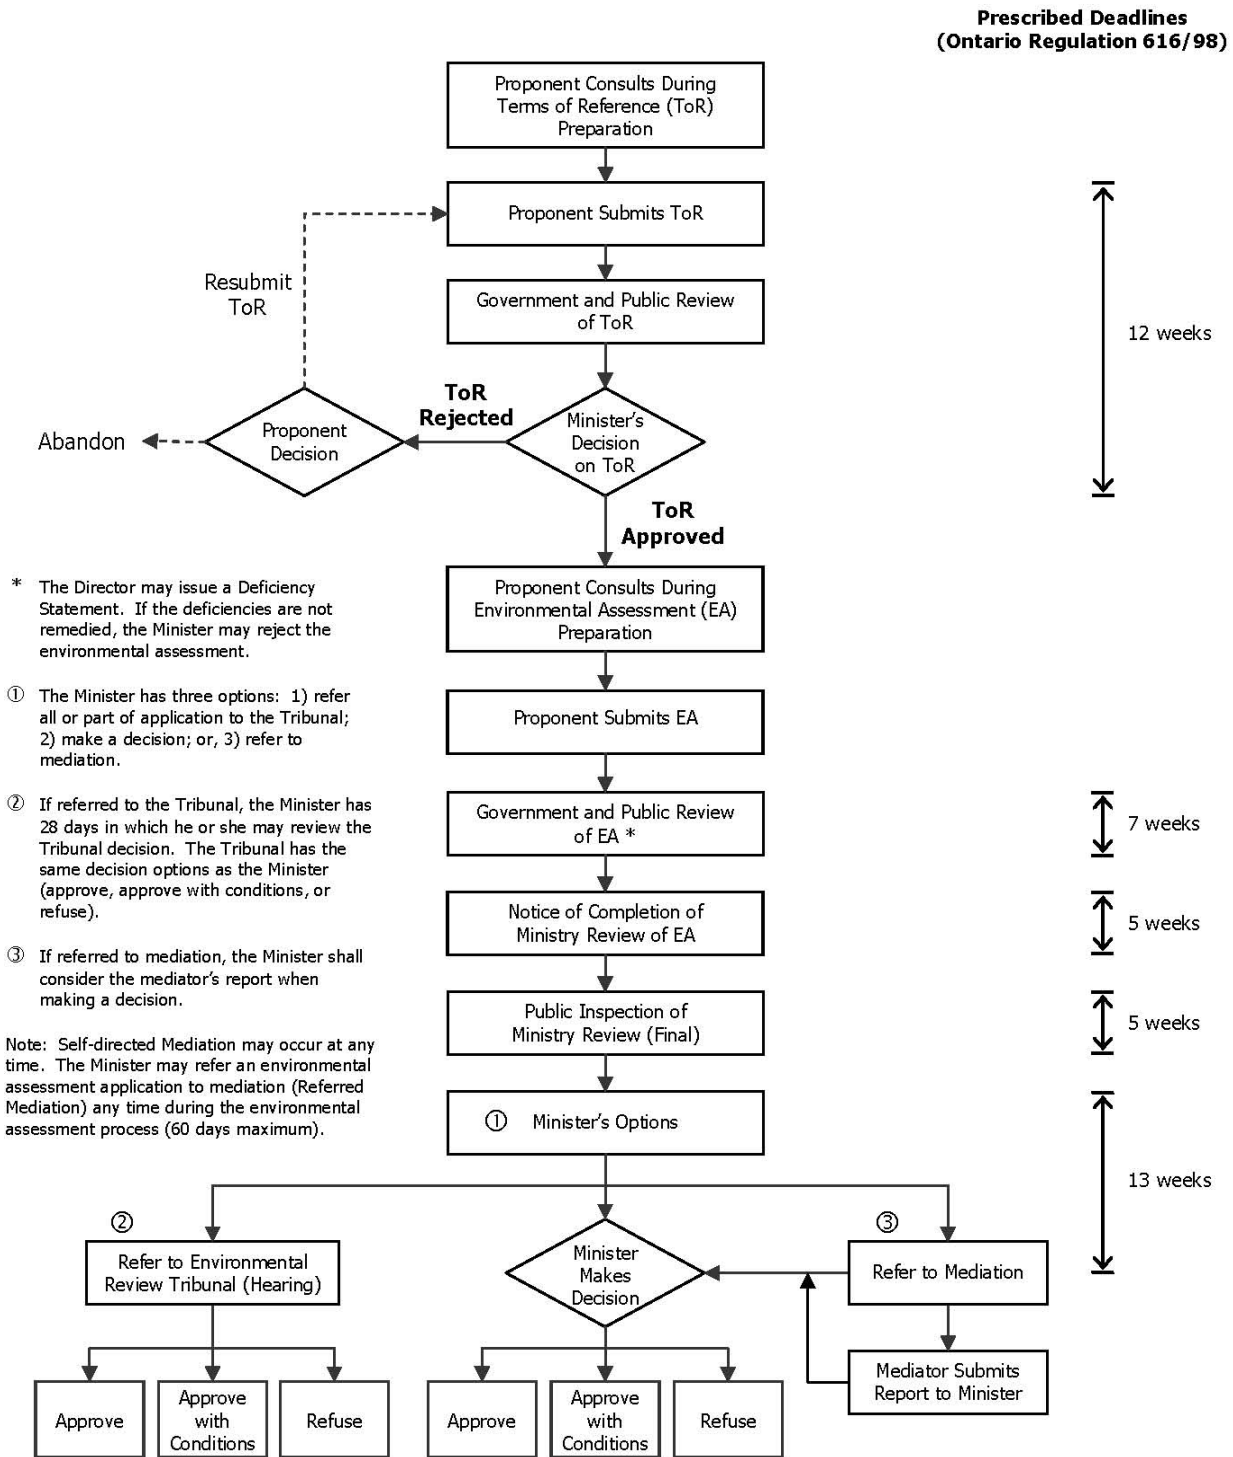 Prescribed Deadlines
(Ontario Regulation 616/98)
Proponent Consults During
Terms of Reference (ToR)
Preparation
Proponent Submits ToR
Resubmit
ToR
Government and Public Review
of ToR
12 weeks
ToR
Rejected
Minister's
Decision
on ToR
Proponent
Decision
Abandon
ToR
Approved
* The Director may issue a Deficiency
Statement. If the deficiencies are not
remedied, the Minister may reject the
environmental assessment.
① The Minister has three options: 1) refer
all or part of application to the Tribunal;
2) make a decision; or, 3) refer to
mediation.
② If referred to the Tribunal, the Minister has
28 days in which he or she may review the
Tribunal decision. The Tribunal has the
same decision options as the Minister
(approve, approve with conditions, or
refuse).
③ If referred to mediation, the Minister shall
consider the mediator's report when
making a decision.
Note: Self-directed Mediation may occur at any
time. The Minister may refer an environmental
assessment application to mediation (Referred
Mediation) any time during the environmental
assessment process (60 days maximum).
Proponent Consults During
Environmental Assessment (EA)
Preparation
Proponent Submits EA
Government and Public Review
of EA *
7 weeks
Notice of Completion of
Ministry Review of EA
5 weeks
Public Inspection of
Ministry Review (Final)
5 weeks
① Minister's Options
13 weeks
②
Refer to Environmental
Review Tribunal (Hearing)
Minister
Makes
Decision
③
Refer to Mediation
Mediator Submits
Report to Minister
Approve
Approve
with
Conditions
Refuse
Approve
Approve
with
Conditions
Refuse